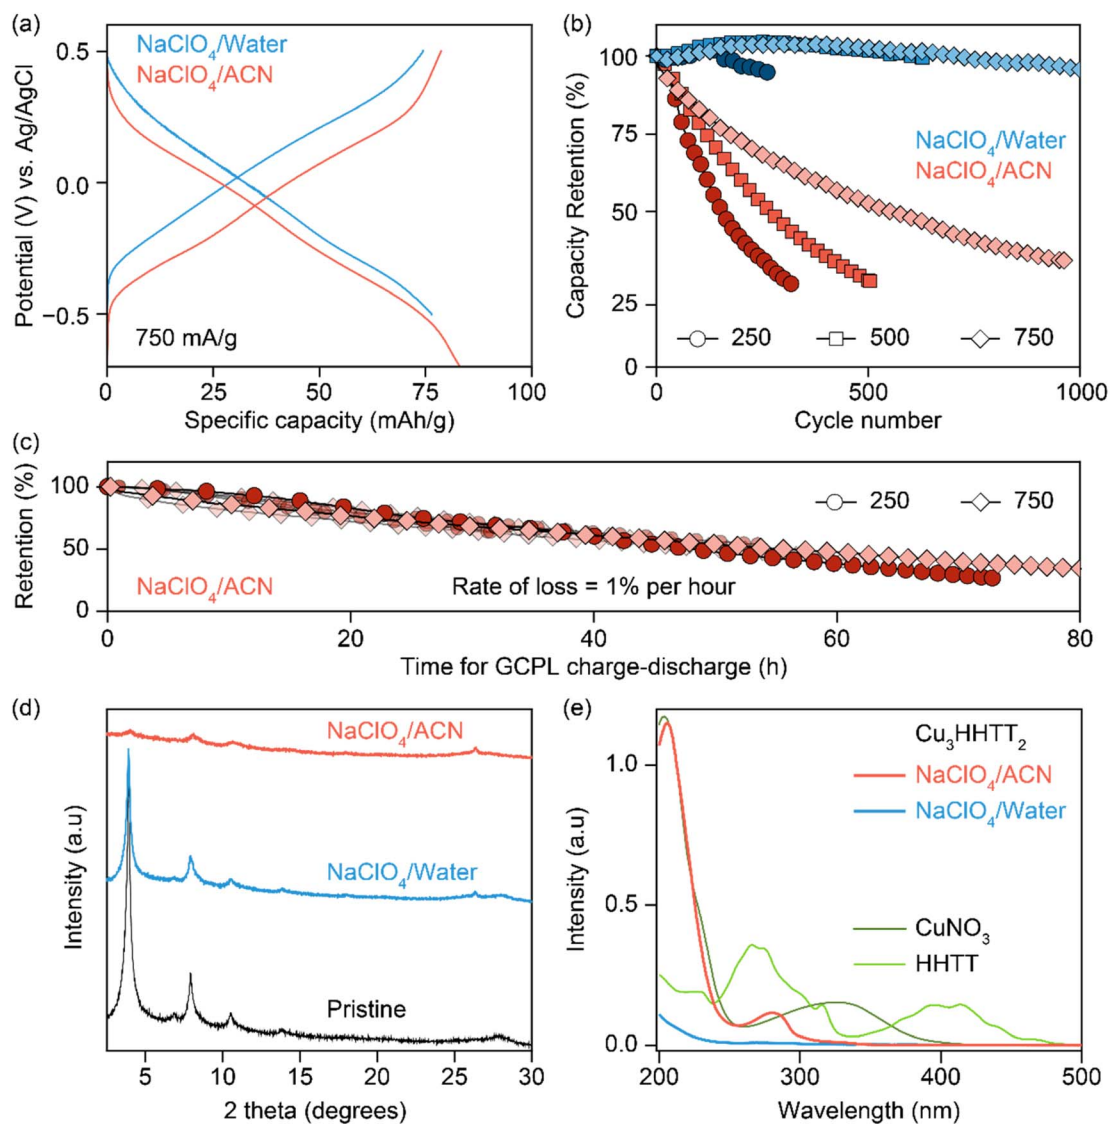 (a)
NaClO4/Water
NaClO4/ACN
0.5
0.0
−0.5
Potential (V) vs. Ag/AgCl
750 mA/g
0 25 50 75 100
Specific capacity (mAh/g)
(b)
100
75
50
25
0
Capacity Retention (%)
NaClO4/Water
NaClO4/ACN
250 500 750
0 500 1000
Cycle number
(c)
100
50
0
Retention (%)
250 750
NaClO4/ACN
Rate of loss = 1% per hour
0 20 40 60 80
Time for GCPL charge-discharge (h)
(d)
Intensity (a.u)
NaClO4/ACN
NaClO4/Water
Pristine
5 10 15 20 25 30
2 theta (degrees)
(e)
1.0
0.5
0.0
Intensity (a.u)
Cu3HHTT2
NaClO4/ACN
NaClO4/Water
CuNO3
HHTT
200 300 400 500
Wavelength (nm)